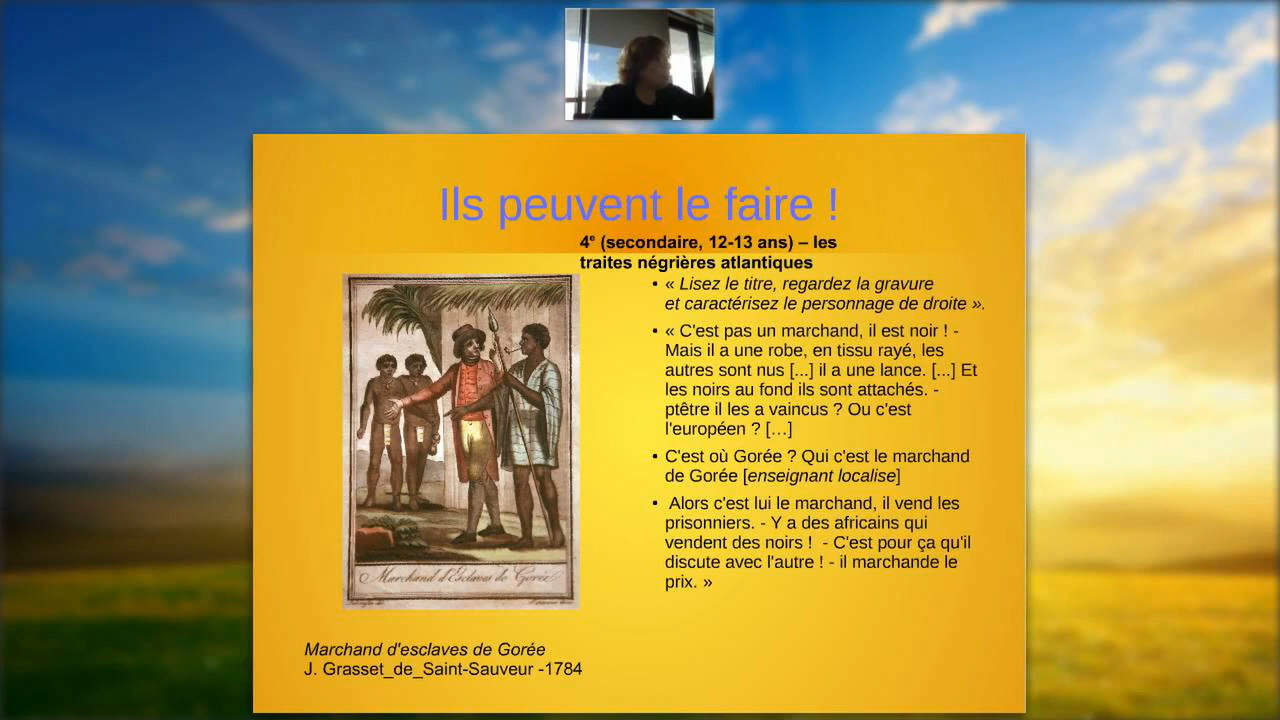 Ils peuvent le faire !
4e (secondaire, 12-13 ans) – les
traites négrières atlantiques
• « Lisez le titre, regardez la gravure
et caractérisez le personnage de droite ».
• « C'est pas un marchand, il est noir ! -
Mais il a une robe, en tissu rayé, les
autres sont nus [...] il a une lance. [...] Et
les noirs au fond ils sont attachés. -
ptêtre il les a vaincus ? Ou c'est
l'européen ? […]
• C'est où Gorée ? Qui c'est le marchand
de Gorée [enseignant localise]
• Alors c'est lui le marchand, il vend les
prisonniers. - Y a des africains qui
vendent des noirs ! - C'est pour ça qu'il
discute avec l'autre ! - il marchande le
prix. »
Marchand d'Esclaves de Gorée
Marchand d'esclaves de Gorée
J. Grasset_de_Saint-Sauveur -1784